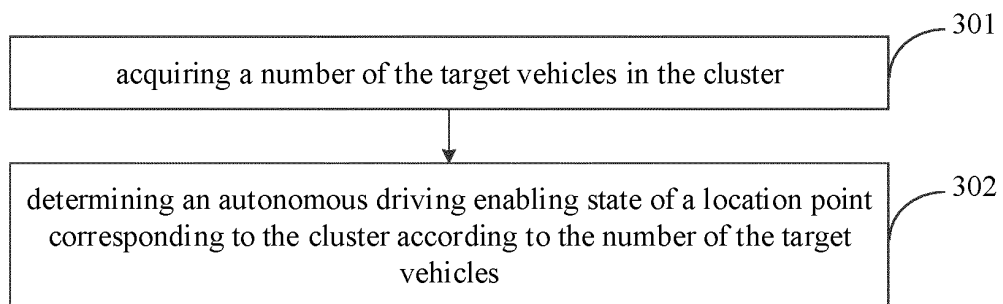 301
acquiring a number of the target vehicles in the cluster
302
determining an autonomous driving enabling state of a location point
corresponding to the cluster according to the number of the target
vehicles